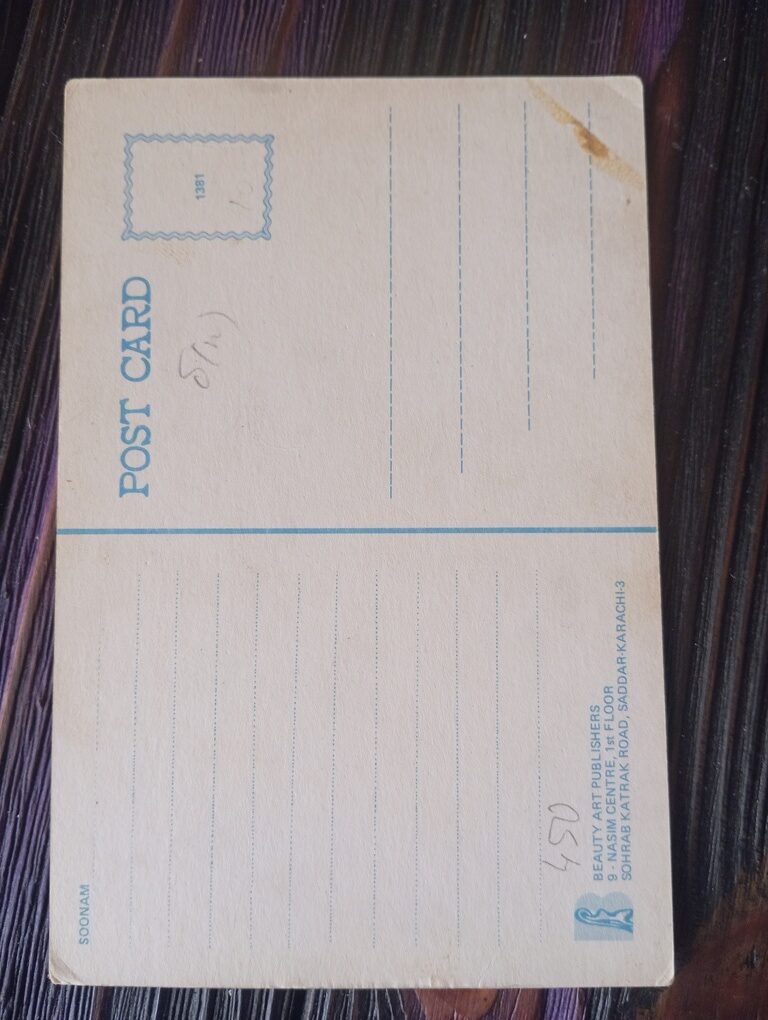 SOONAM
POST CARD
1381
450
BEAUTY ART PUBLISHERS
9 - NASIM CENTRE, 1st FLOOR
SOHRAB KATRAK ROAD, SADDAR-KARACHI-3